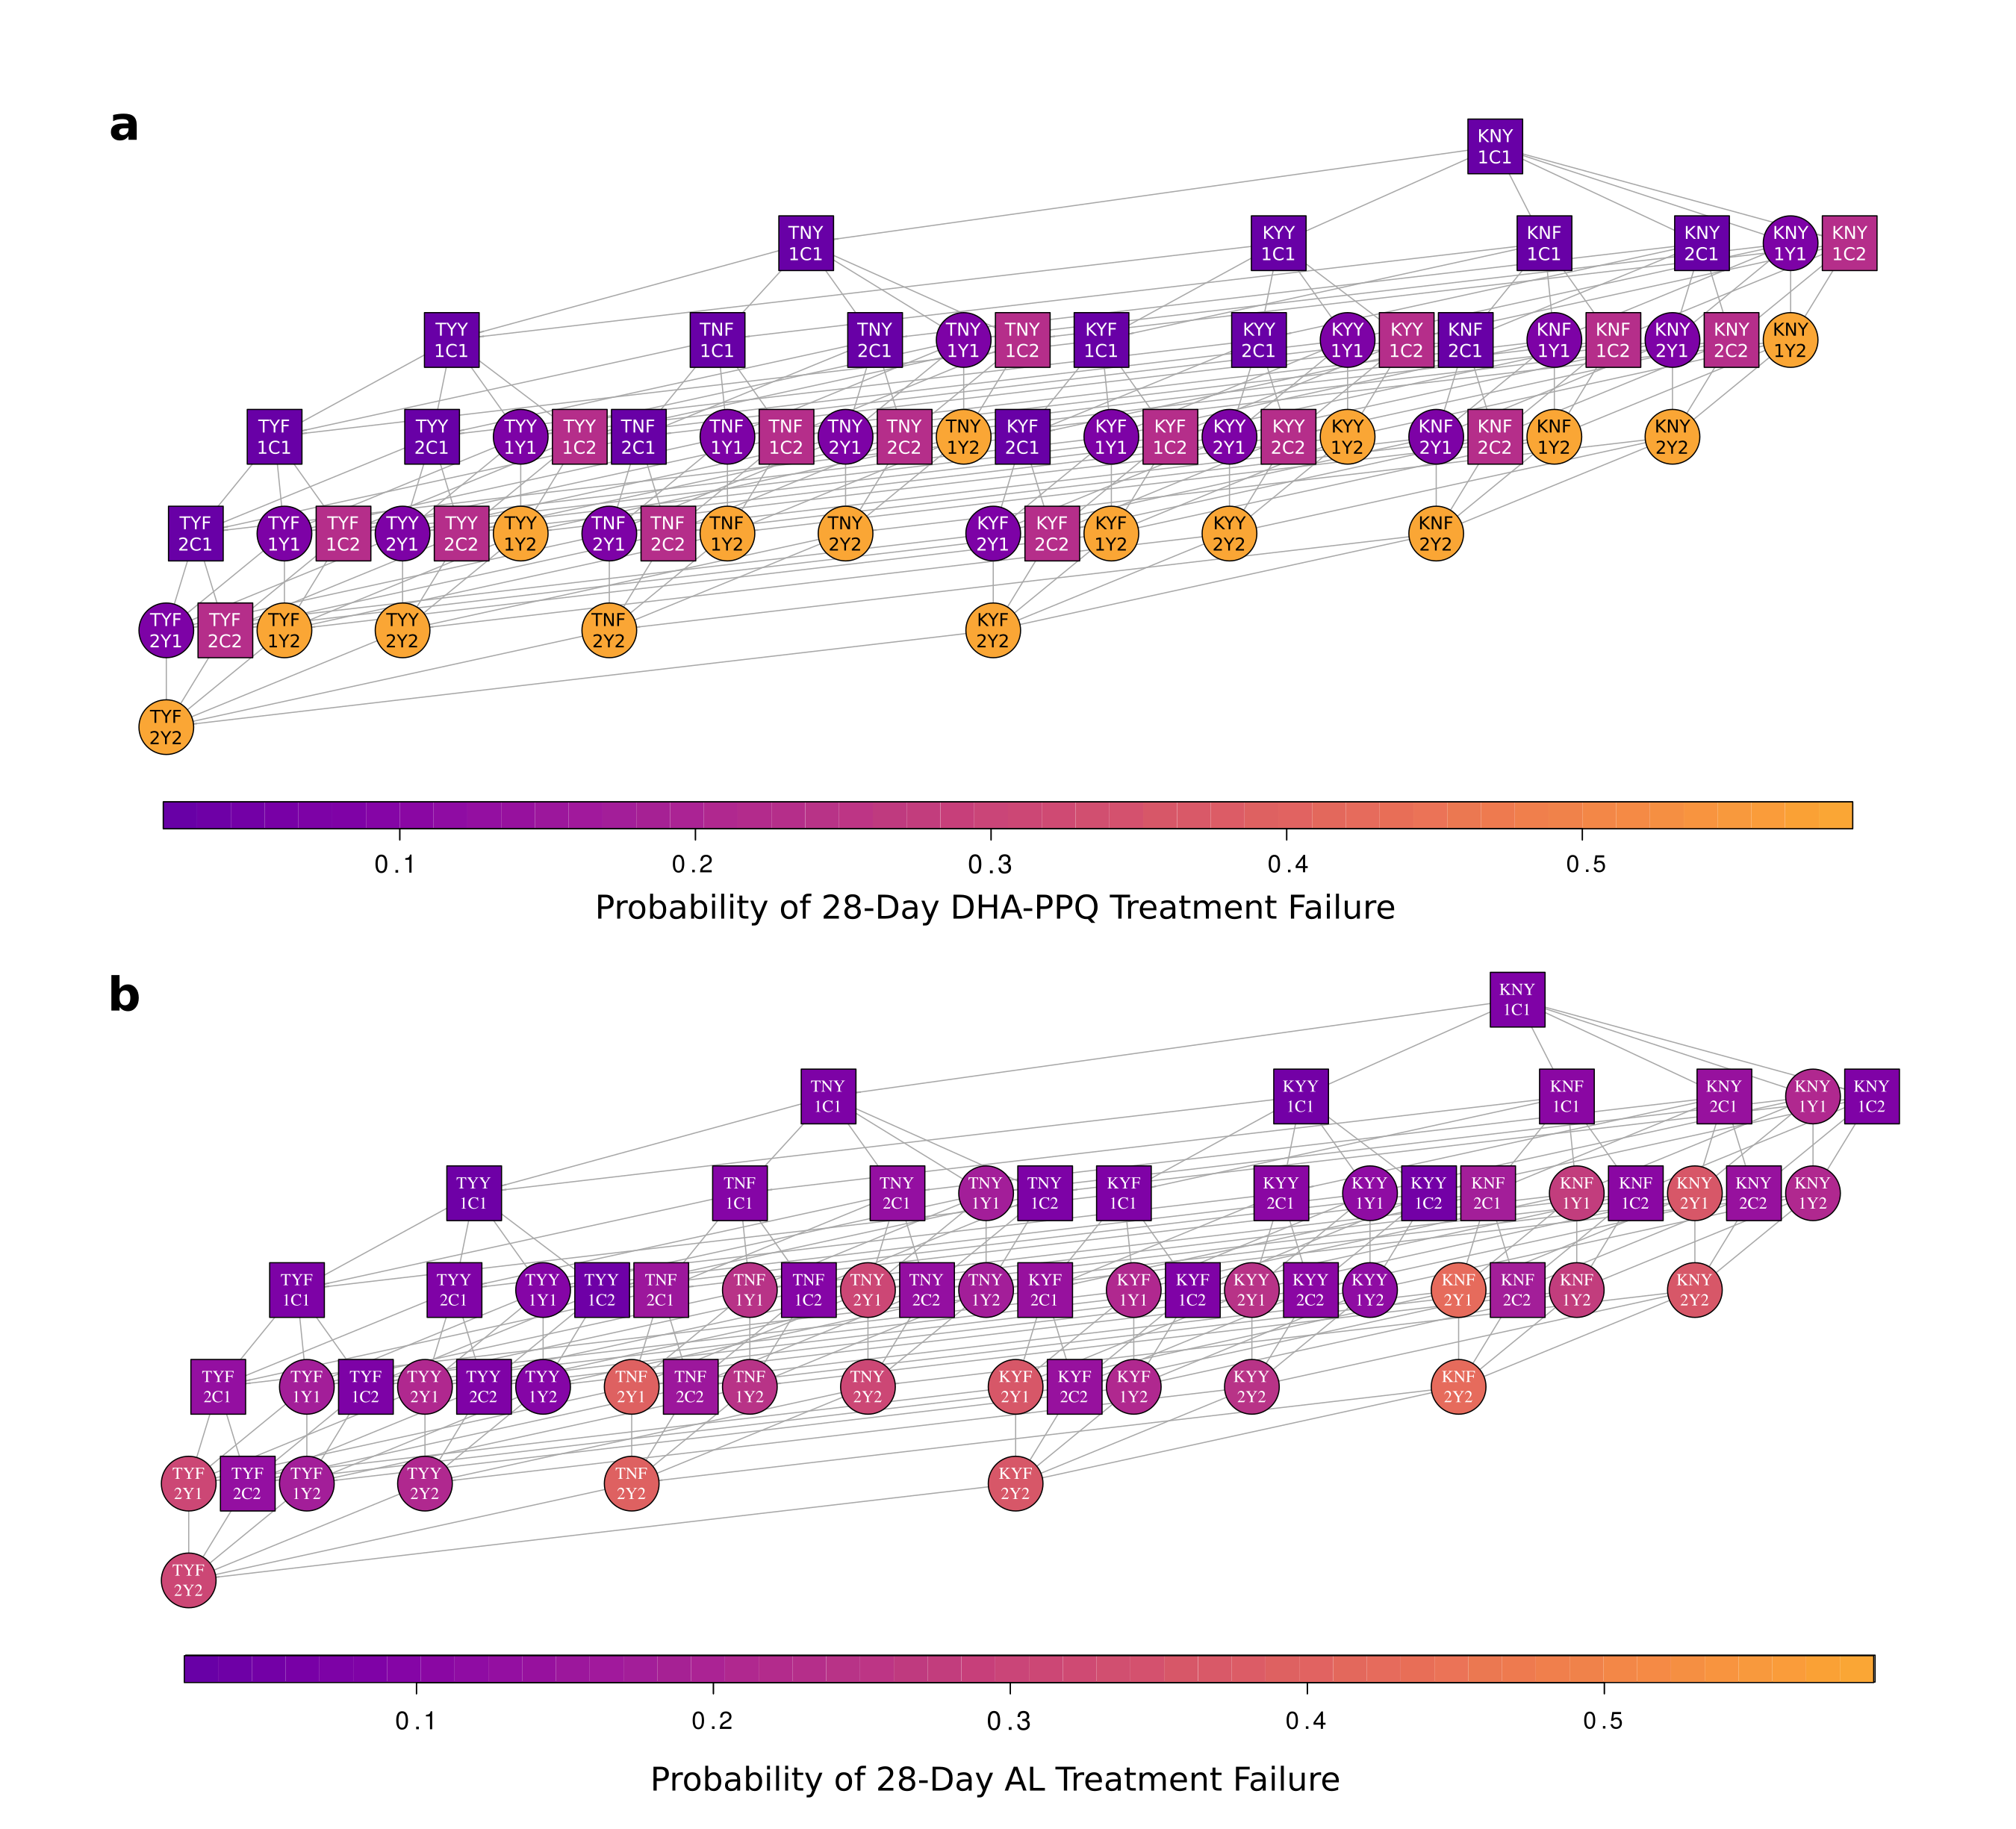 a
KNY
1C1
TNY KYY KNF KNY KNY KNY
1C1 1C1 1C1 2C1 1Y1 1C2
TYY TNF TNY TNY TNY KYF KYY KYY KYY KNF KNF KNF KNY KNY KNY
1C1 1C1 2C1 1Y1 1C2 1C1 2C1 1Y1 1C2 2C1 1Y1 1C2 2Y1 2C2 1Y2
TYF TYY TYY TYY TNF TNF TNF TNY TNY TNY KYF KYF KYF KYY KYY KYY KNF KNF KNF KNY
1C1 2C1 1Y1 1C2 2C1 1Y1 1C2 2Y1 2C2 1Y2 2C1 1Y1 1C2 2Y1 2C2 1Y2 2Y1 2C2 1Y2 2Y2
TYF TYF TYF TYY TYY TYY TNF TNF TNF TNY KYF KYF KYF KYY KNF
2C1 1Y1 1C2 2Y1 2C2 1Y2 2Y1 2C2 1Y2 2Y2 2Y1 2C2 1Y2 2Y2 2Y2
TYF TYF TYF TYY TNF KYF
2Y1 2C2 1Y2 2Y2 2Y2 2Y2
TYF
2Y2
0.1 0.2 0.3 0.4 0.5
Probability of 28-Day DHA-PPQ Treatment Failure
b
KNY
1C1
TNY KYY KNF KNY KNY KNY
1C1 1C1 1C1 2C1 1Y1 1C2
TYY TNF TNY TNY TNY KYF KYY KYY KYY KNF KNF KNF KNY KNY KNY
1C1 1C1 2C1 1Y1 1C2 1C1 2C1 1Y1 1C2 2C1 1Y1 1C2 2Y1 2C2 1Y2
TYF TYY TYY TYY TNF TNF TNF TNY TNY TNY KYF KYF KYF KYY KYY KYY KNF KNF KNF KNY
1C1 2C1 1Y1 1C2 2C1 1Y1 1C2 2Y1 2C2 1Y2 2C1 1Y1 1C2 2Y1 2C2 1Y2 2Y1 2C2 1Y2 2Y2
TYF TYF TYF TYY TYY TYY TNF TNF TNF TNY KYF KYF KYF KYY KNF
2C1 1Y1 1C2 2Y1 2C2 1Y2 2Y1 2C2 1Y2 2Y2 2Y1 2C2 1Y2 2Y2 2Y2
TYF TYF TYF TYY TNF KYF
2Y1 2C2 1Y2 2Y2 2Y2 2Y2
TYF
2Y2
0.1 0.2 0.3 0.4 0.5
Probability of 28-Day AL Treatment Failure